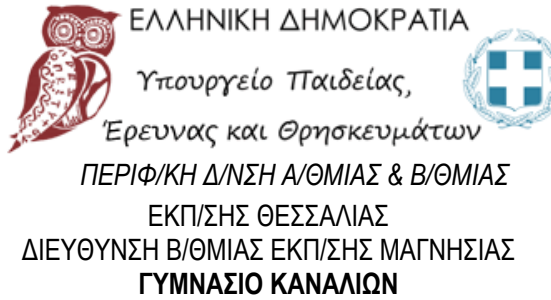 ΕΛΛΗΝΙΚΗ ΔΗΜΟΚΡΑΤΙΑ
Υπουργείο Παιδείας,
Έρευνας και Θρησκευμάτων
ΠΕΡΙΦ/ΚΗ Δ/ΝΣΗ Α/ΘΜΙΑΣ & Β/ΘΜΙΑΣ
ΕΚΠ/ΣΗΣ ΘΕΣΣΑΛΙΑΣ
ΔΙΕΥΘΥΝΣΗ Β/ΘΜΙΑΣ ΕΚΠ/ΣΗΣ ΜΑΓΝΗΣΙΑΣ
ΓΥΜΝΑΣΙΟ ΚΑΝΑΛΙΩΝ